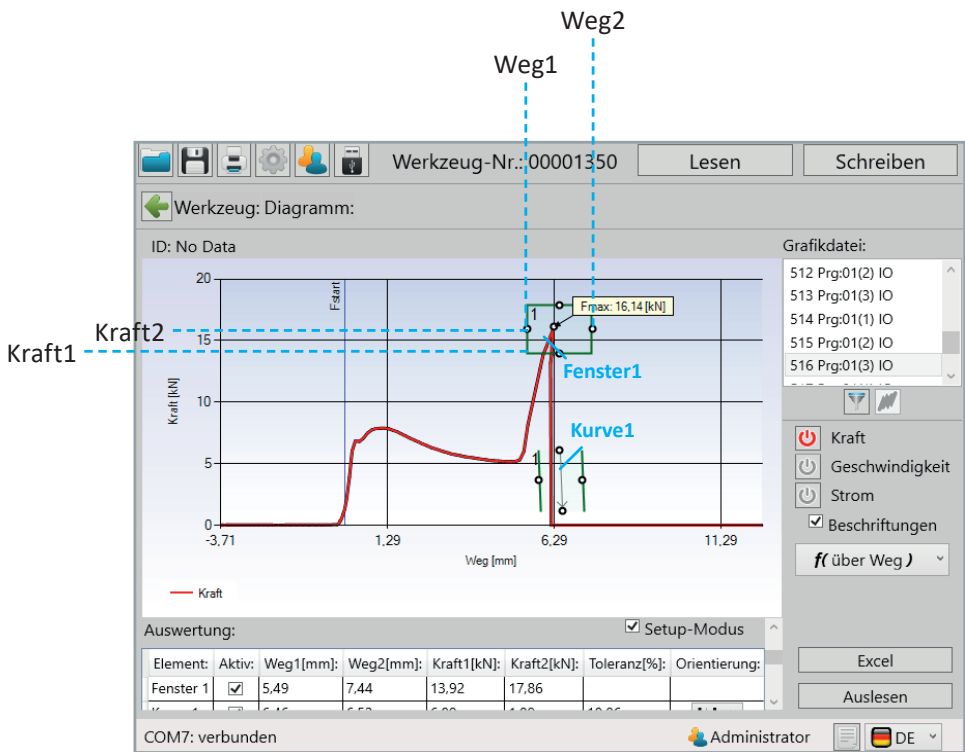 Weg2
Weg1
Werkzeug-Nr.: 00001350
Lesen
Schreiben
Werkzeug: Diagramm:
ID: No Data
Grafikdatei:
512 Prg:01(2) IO
513 Prg:01(3) IO
514 Prg:01(1) IO
515 Prg:01(2) IO
516 Prg:01(3) IO
Kraft2
Kraft1
Kraft [kN]
20
15
10
5
0
Fstart
1
Fmax: 16,14 [kN]
Fenster1
Kurve1
1
-3,71
1,29
6,29
11,29
Weg [mm]
Kraft
Kraft
Geschwindigkeit
Strom
Beschriftungen
f( über Weg )
Auswertung:
Setup-Modus
Element: Aktiv: Weg1[mm]: Weg2[mm]: Kraft1[kN]: Kraft2[kN]: Toleranz[%]: Orientierung:
Fenster 1 5,49 7,44 13,92 17,86
Excel
Auslesen
COM7: verbunden
Administrator
DE